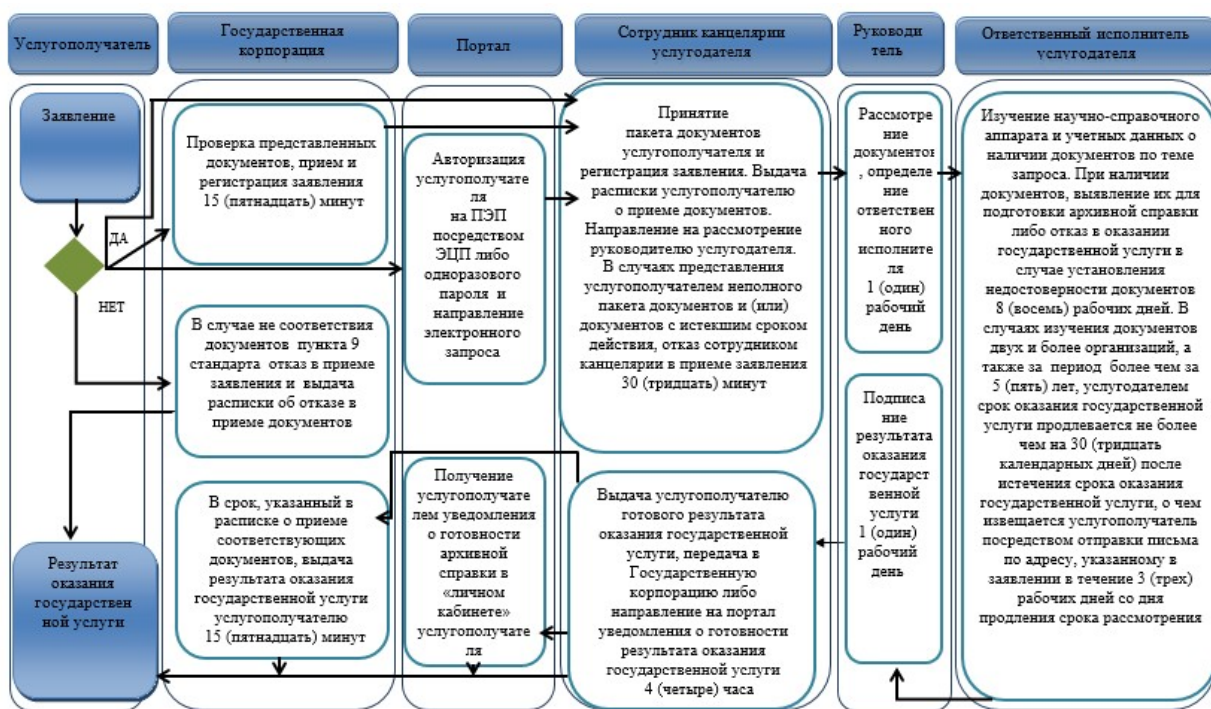 Услугополучатель
Государственная
корпорация
Портал
Сотрудник канцелярии
услугодателя
Руководи
тель
Ответственный исполнитель
услугодателя
Заявление
ДА
НЕТ
Результат
оказания
государствен
ной услуги
Проверка представленных
документов, прием и
регистрация заявления
15 (пятнадцать) минут
В случае не соответствия
документов пункта 9
стандарта отказ в приеме
заявления и выдача
расписки об отказе в
приеме документов
В срок, указанный в
расписке о приеме
соответствующих
документов, выдача
результата оказания
государственной услуги
услугополучателю
15 (пятнадцать) минут
Авторизация
услугополучате
ля
на ПЭП
посредством
ЭЦП либо
одноразового
пароля и
направление
электронного
запроса
Получение
услугополучате
лем уведомления
о готовности
архивной
справки в
«личном
кабинете»
услугополучате
ля
Принятие
пакета документов
услугополучателя и
регистрация заявления. Выдача
расписки услугополучателю
о приеме документов.
Направление на рассмотрение
руководителю услугодателя.
В случаях представления
услугополучателем неполного
пакета документов и (или)
документов с истекшим сроком
действия, отказ сотрудником
канцелярии в приеме заявления
30 (тридцать) минут
Выдача услугополучателю
готового результата
оказания государственной
услуги, передача в
Государственную
корпорацию либо
направление на портал
уведомления о готовности
результата оказания
государственной услуги
4 (четыре) часа
Рассмотре
ние
документов
, определе
ние
ответствен
ного
исполните
ля
1 (один)
рабочий
день
Подписа
ние
результата
оказания
государств
енной
услуги
1 (один)
рабочий
день
Изучение научно-справочного
аппарата и учетных данных о
наличии документов по теме
запроса. При наличии
документов, выявление их для
подготовки архивной справки
либо отказ в оказании
государственной услуги в
случае установления
недостоверности документов
8 (восемь) рабочих дней. В
случаях изучения документов
двух и более организаций, а
также за период более чем за
5 (пять) лет, услугодателем
срок оказания государственной
услуги продлевается не более
чем на 30 (тридцать
календарных дней) после
истечения срока оказания
государственной услуги, о чем
извещается услугополучатель
посредством отправки письма
по адресу, указанному в
заявлении в течение 3 (трех)
рабочих дней со дня
продления срока рассмотрения